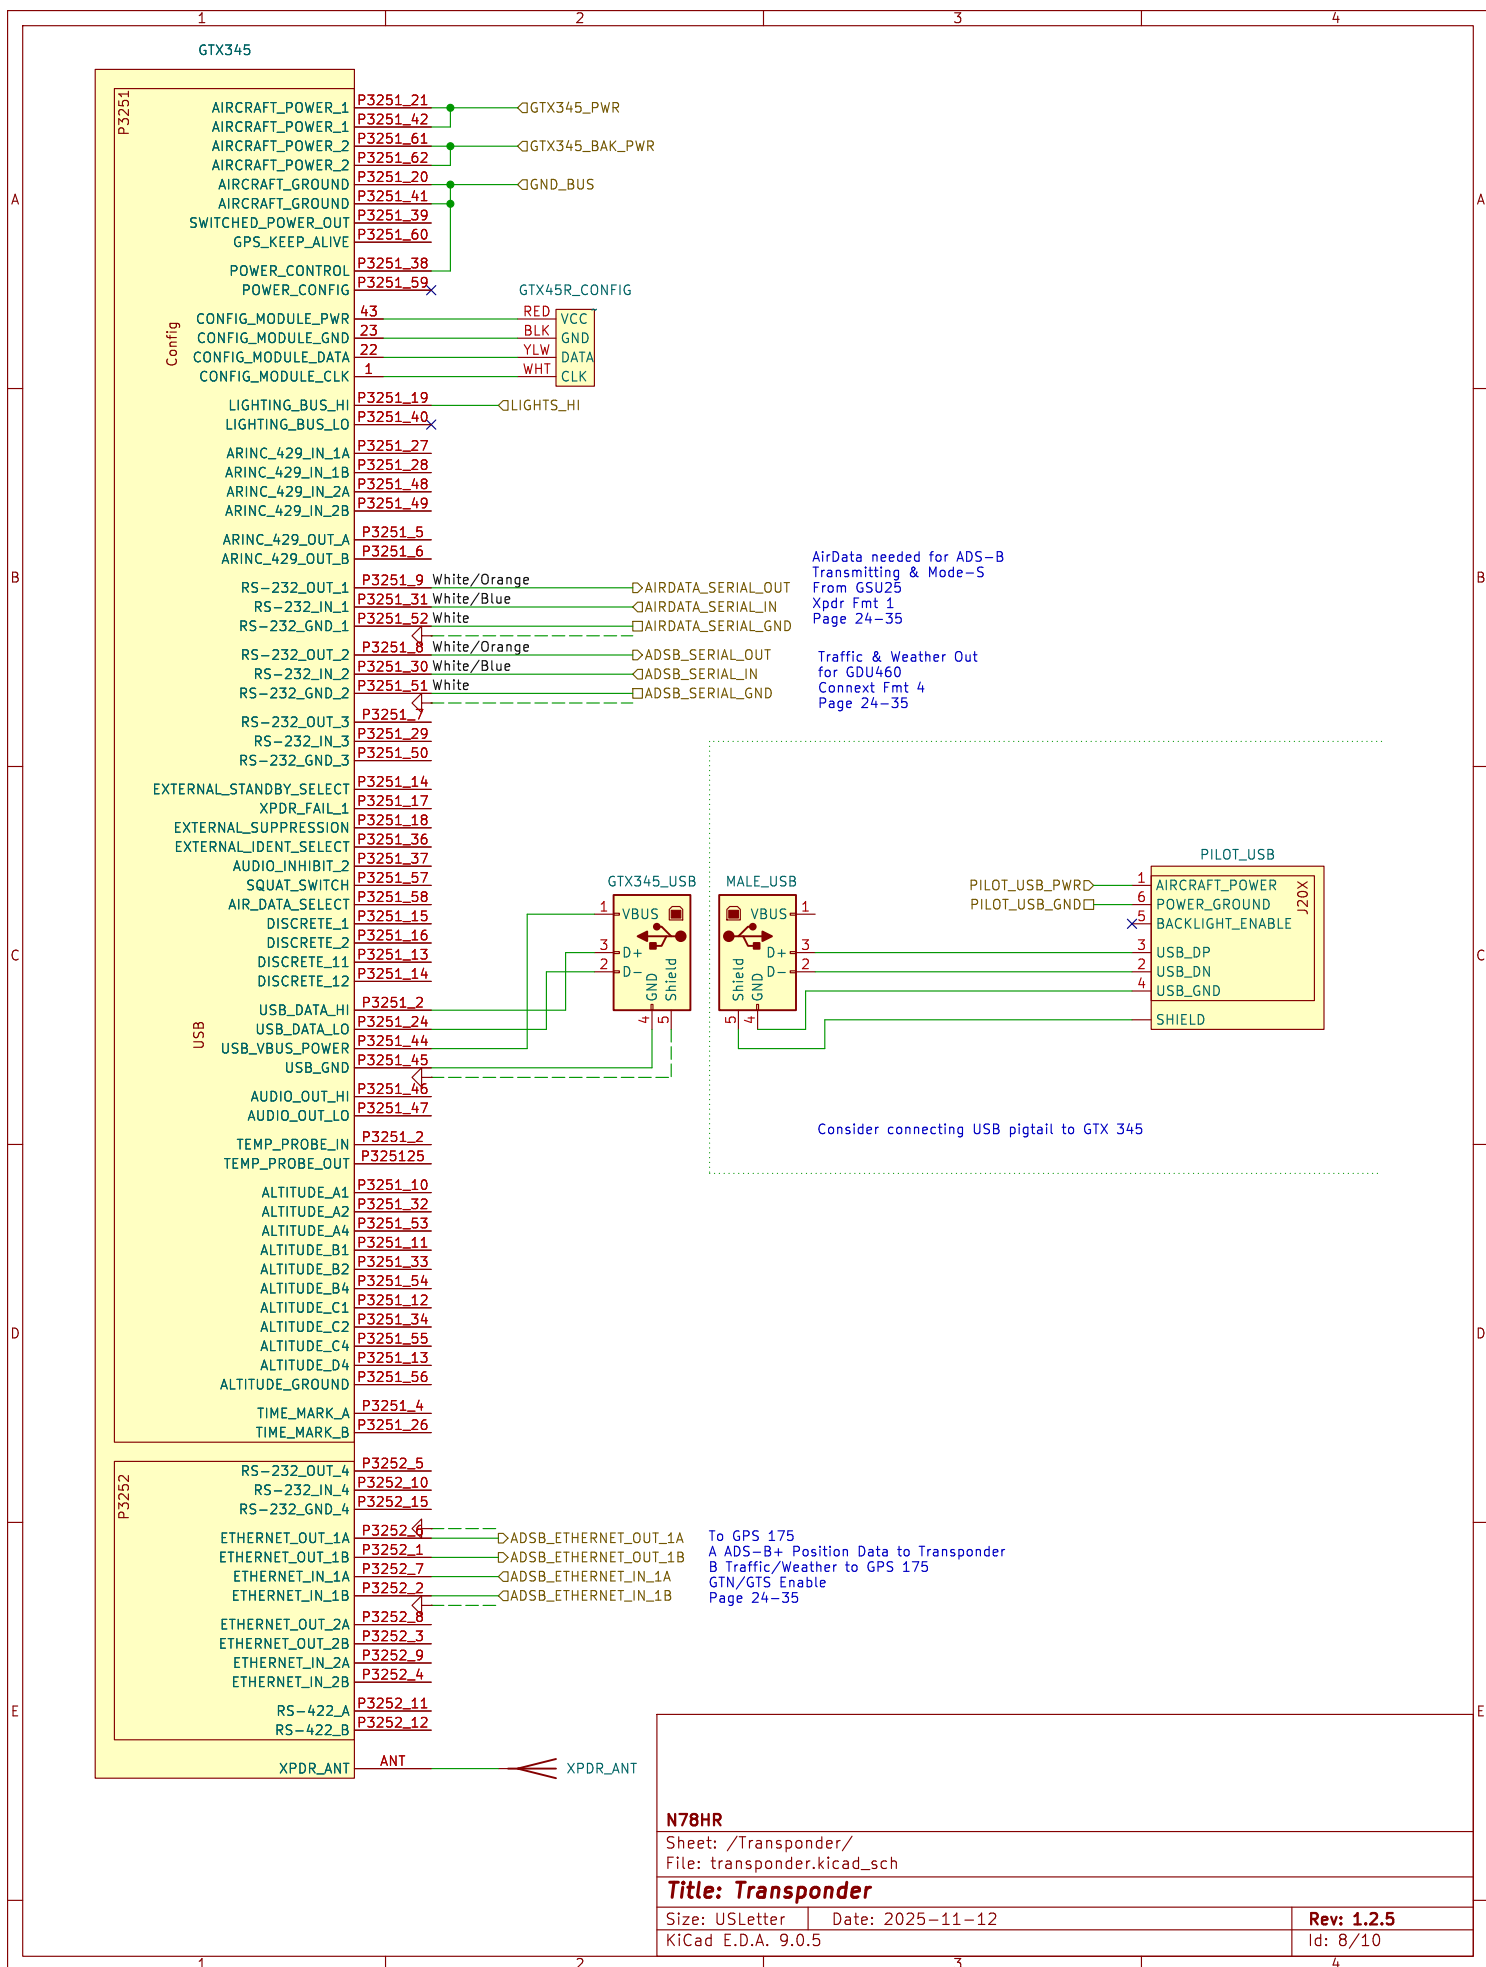 1 2 3 4
GTX345
P3251
AIRCRAFT_POWER_1 P3251_21 GTX345_PWR
AIRCRAFT_POWER_1 P3251_42
AIRCRAFT_POWER_2 P3251_61 GTX345_BAK_PWR
AIRCRAFT_POWER_2 P3251_62
AIRCRAFT_GROUND P3251_20 GND_BUS
A AIRCRAFT_GROUND P3251_41 A
SWITCHED_POWER_OUT P3251_39
GPS_KEEP_ALIVE P3251_60
POWER_CONTROL P3251_38
POWER_CONFIG P3251_59
GTX45R_CONFIG
Config
CONFIG_MODULE_PWR 43 RED VCC
CONFIG_MODULE_GND 23 BLK GND
CONFIG_MODULE_DATA 22 YLW DATA
CONFIG_MODULE_CLK 1 WHT CLK
LIGHTING_BUS_HI P3251_19 LIGHTS_HI
LIGHTING_BUS_LO P3251_40
ARINC_429_IN_1A P3251_27
ARINC_429_IN_1B P3251_28
ARINC_429_IN_2A P3251_48
ARINC_429_IN_2B P3251_49
ARINC_429_OUT_A P3251_5
ARINC_429_OUT_B P3251_6
B B
RS-232_OUT_1 P3251_9 White/Orange AIRDATA_SERIAL_OUT
RS-232_IN_1 P3251_31 White/Blue AIRDATA_SERIAL_IN
RS-232_GND_1 P3251_52 White AIRDATA_SERIAL_GND
AirData needed for ADS-B
Transmitting & Mode-S
From GSU25
Xpdr Fmt 1
Page 24-35
RS-232_OUT_2 P3251_8 White/Orange ADSB_SERIAL_OUT
RS-232_IN_2 P3251_30 White/Blue ADSB_SERIAL_IN
RS-232_GND_2 P3251_51 White ADSB_SERIAL_GND
Traffic & Weather Out
for GDU460
Connext Fmt 4
Page 24-35
RS-232_OUT_3 P3251_7
RS-232_IN_3 P3251_29
RS-232_GND_3 P3251_50
EXTERNAL_STANDBY_SELECT P3251_14
XPDR_FAIL_1 P3251_17
EXTERNAL_SUPPRESSION P3251_18
EXTERNAL_IDENT_SELECT P3251_36
AUDIO_INHIBIT_2 P3251_37
SQUAT_SWITCH P3251_57
AIR_DATA_SELECT P3251_58
DISCRETE_1 P3251_15
DISCRETE_2 P3251_16
C DISCRETE_11 P3251_13 C
DISCRETE_12 P3251_14
GTX345_USB
1 VBUS
3 D+
2 D-
GND Shield
4 5
MALE_USB
VBUS 1
D+ 3
D- 2
Shield GND
5 4
PILOT_USB
J20X
PILOT_USB_PWR 1 AIRCRAFT_POWER
PILOT_USB_GND 6 POWER_GROUND
5 BACKLIGHT_ENABLE
3 USB_DP
2 USB_DN
4 USB_GND
SHIELD
USB
USB_DATA_HI P3251_2
USB_DATA_LO P3251_24
USB_VBUS_POWER P3251_44
USB_GND P3251_45
AUDIO_OUT_HI P3251_46
AUDIO_OUT_LO P3251_47
Consider connecting USB pigtail to GTX 345
TEMP_PROBE_IN P3251_2
TEMP_PROBE_OUT P325125
ALTITUDE_A1 P3251_10
ALTITUDE_A2 P3251_32
ALTITUDE_A4 P3251_53
ALTITUDE_B1 P3251_11
ALTITUDE_B2 P3251_33
ALTITUDE_B4 P3251_54
ALTITUDE_C1 P3251_12
D ALTITUDE_C2 P3251_34 D
ALTITUDE_C4 P3251_55
ALTITUDE_D4 P3251_13
ALTITUDE_GROUND P3251_56
TIME_MARK_A P3251_4
TIME_MARK_B P3251_26
P3252
RS-232_OUT_4 P3252_5
RS-232_IN_4 P3252_10
RS-232_GND_4 P3252_15
ETHERNET_OUT_1A P3252_6 ADSB_ETHERNET_OUT_1A
ETHERNET_OUT_1B P3252_1 ADSB_ETHERNET_OUT_1B
ETHERNET_IN_1A P3252_7 ADSB_ETHERNET_IN_1A
ETHERNET_IN_1B P3252_2 ADSB_ETHERNET_IN_1B
To GPS 175
A ADS-B+ Position Data to Transponder
B Traffic/Weather to GPS 175
GTN/GTS Enable
Page 24-35
ETHERNET_OUT_2A P3252_8
ETHERNET_OUT_2B P3252_3
ETHERNET_IN_2A P3252_9
ETHERNET_IN_2B P3252_4
E RS-422_A P3252_11 E
RS-422_B P3252_12
XPDR_ANT ANT XPDR_ANT
N78HR
Sheet: /Transponder/
File: transponder.kicad_sch
Title: Transponder
Size: USLetter Date: 2025-11-12 Rev: 1.2.5
KiCad E.D.A. 9.0.5 Id: 8/10
1 2 3 4